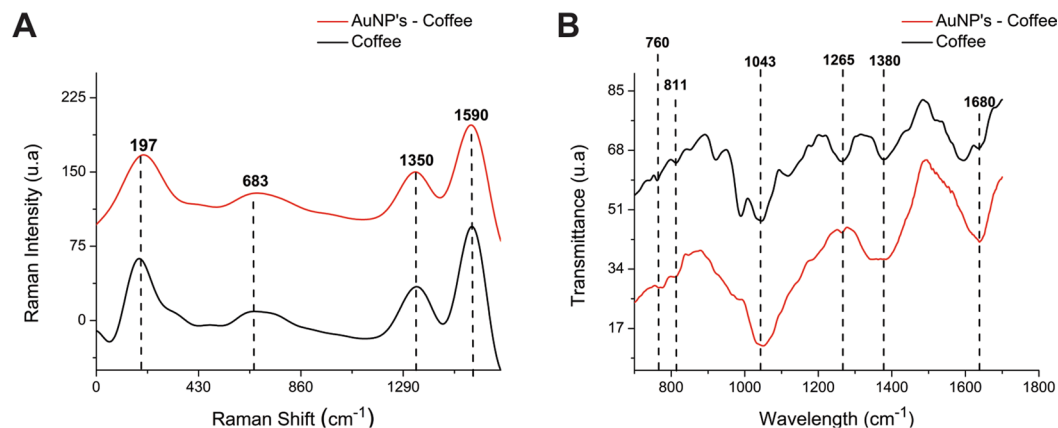 A
AuNP's - Coffee
Coffee
225
150
75
0
197
683
1350
1590
Raman Intensity (u.a)
0
430
860
1290
Raman Shift (cm⁻¹)
B
AuNP's - Coffee
Coffee
760
811
1043
1265
1380
1680
85
68
51
34
17
Transmittance (u.a)
800
1000
1200
1400
1600
1800
Wavelength (cm⁻¹)